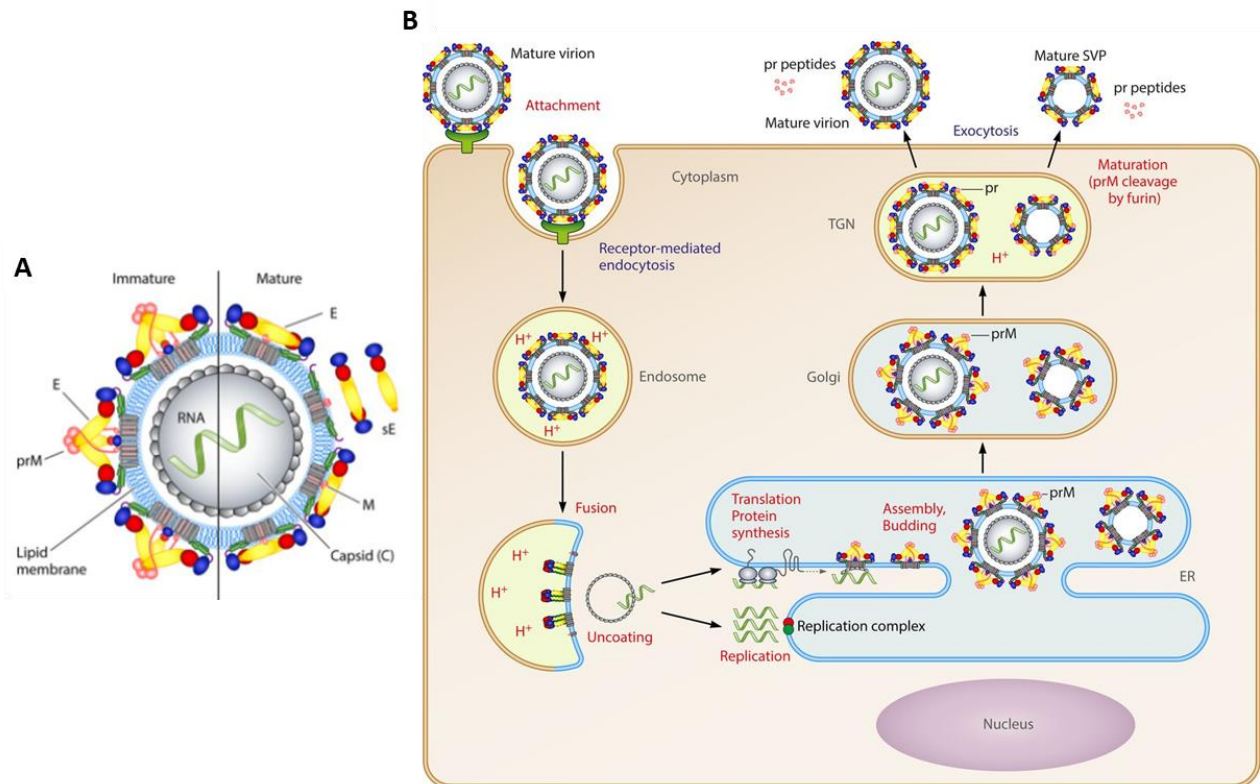 A
Immature
Mature
E
E
RNA
prM
sE
M
Lipid
membrane
Capsid (C)
B
Mature virion
Attachment
Cytoplasm
Receptor-mediated
endocytosis
H+
H+
H+
Endosome
Fusion
H+
H+
H+
Uncoating
Translation
Protein
synthesis
Assembly,
Budding
prM
ER
Replication complex
Replication
Nucleus
Golgi
prM
TGN
pr
H+
Maturation
(prM cleavage
by furin)
Exocytosis
pr peptides
Mature virion
Mature SVP
pr peptides